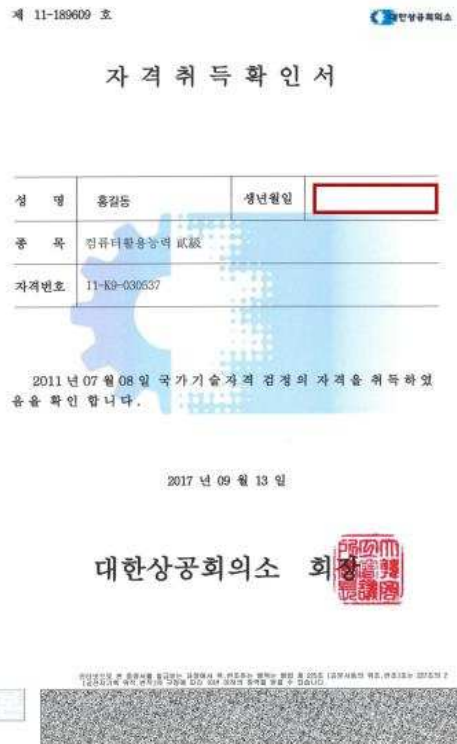 제 11-189609 호
대한상공회의소
자격취득확인서
성 명 홍길동 생년월일
종 목 컴퓨터활용능력 貳級
자격번호 11-K9-030537
2011 년 07 월 08 일 국가기술자격 검정의 자격을 취득하였
음을 확인 합니다.
2017 년 09 월 13 일
대한상공회의소 회장